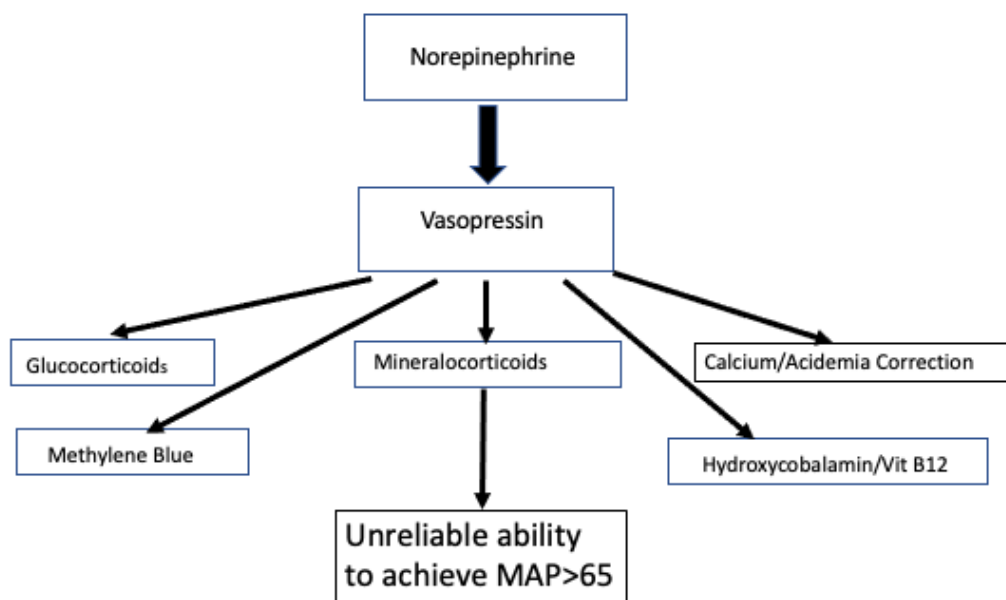 Norepinephrine
Vasopressin
Glucocorticoids
Mineralocorticoids
Calcium/Acidemia Correction
Methylene Blue
Hydroxycobalamin/Vit B12
Unreliable ability
to achieve MAP>65